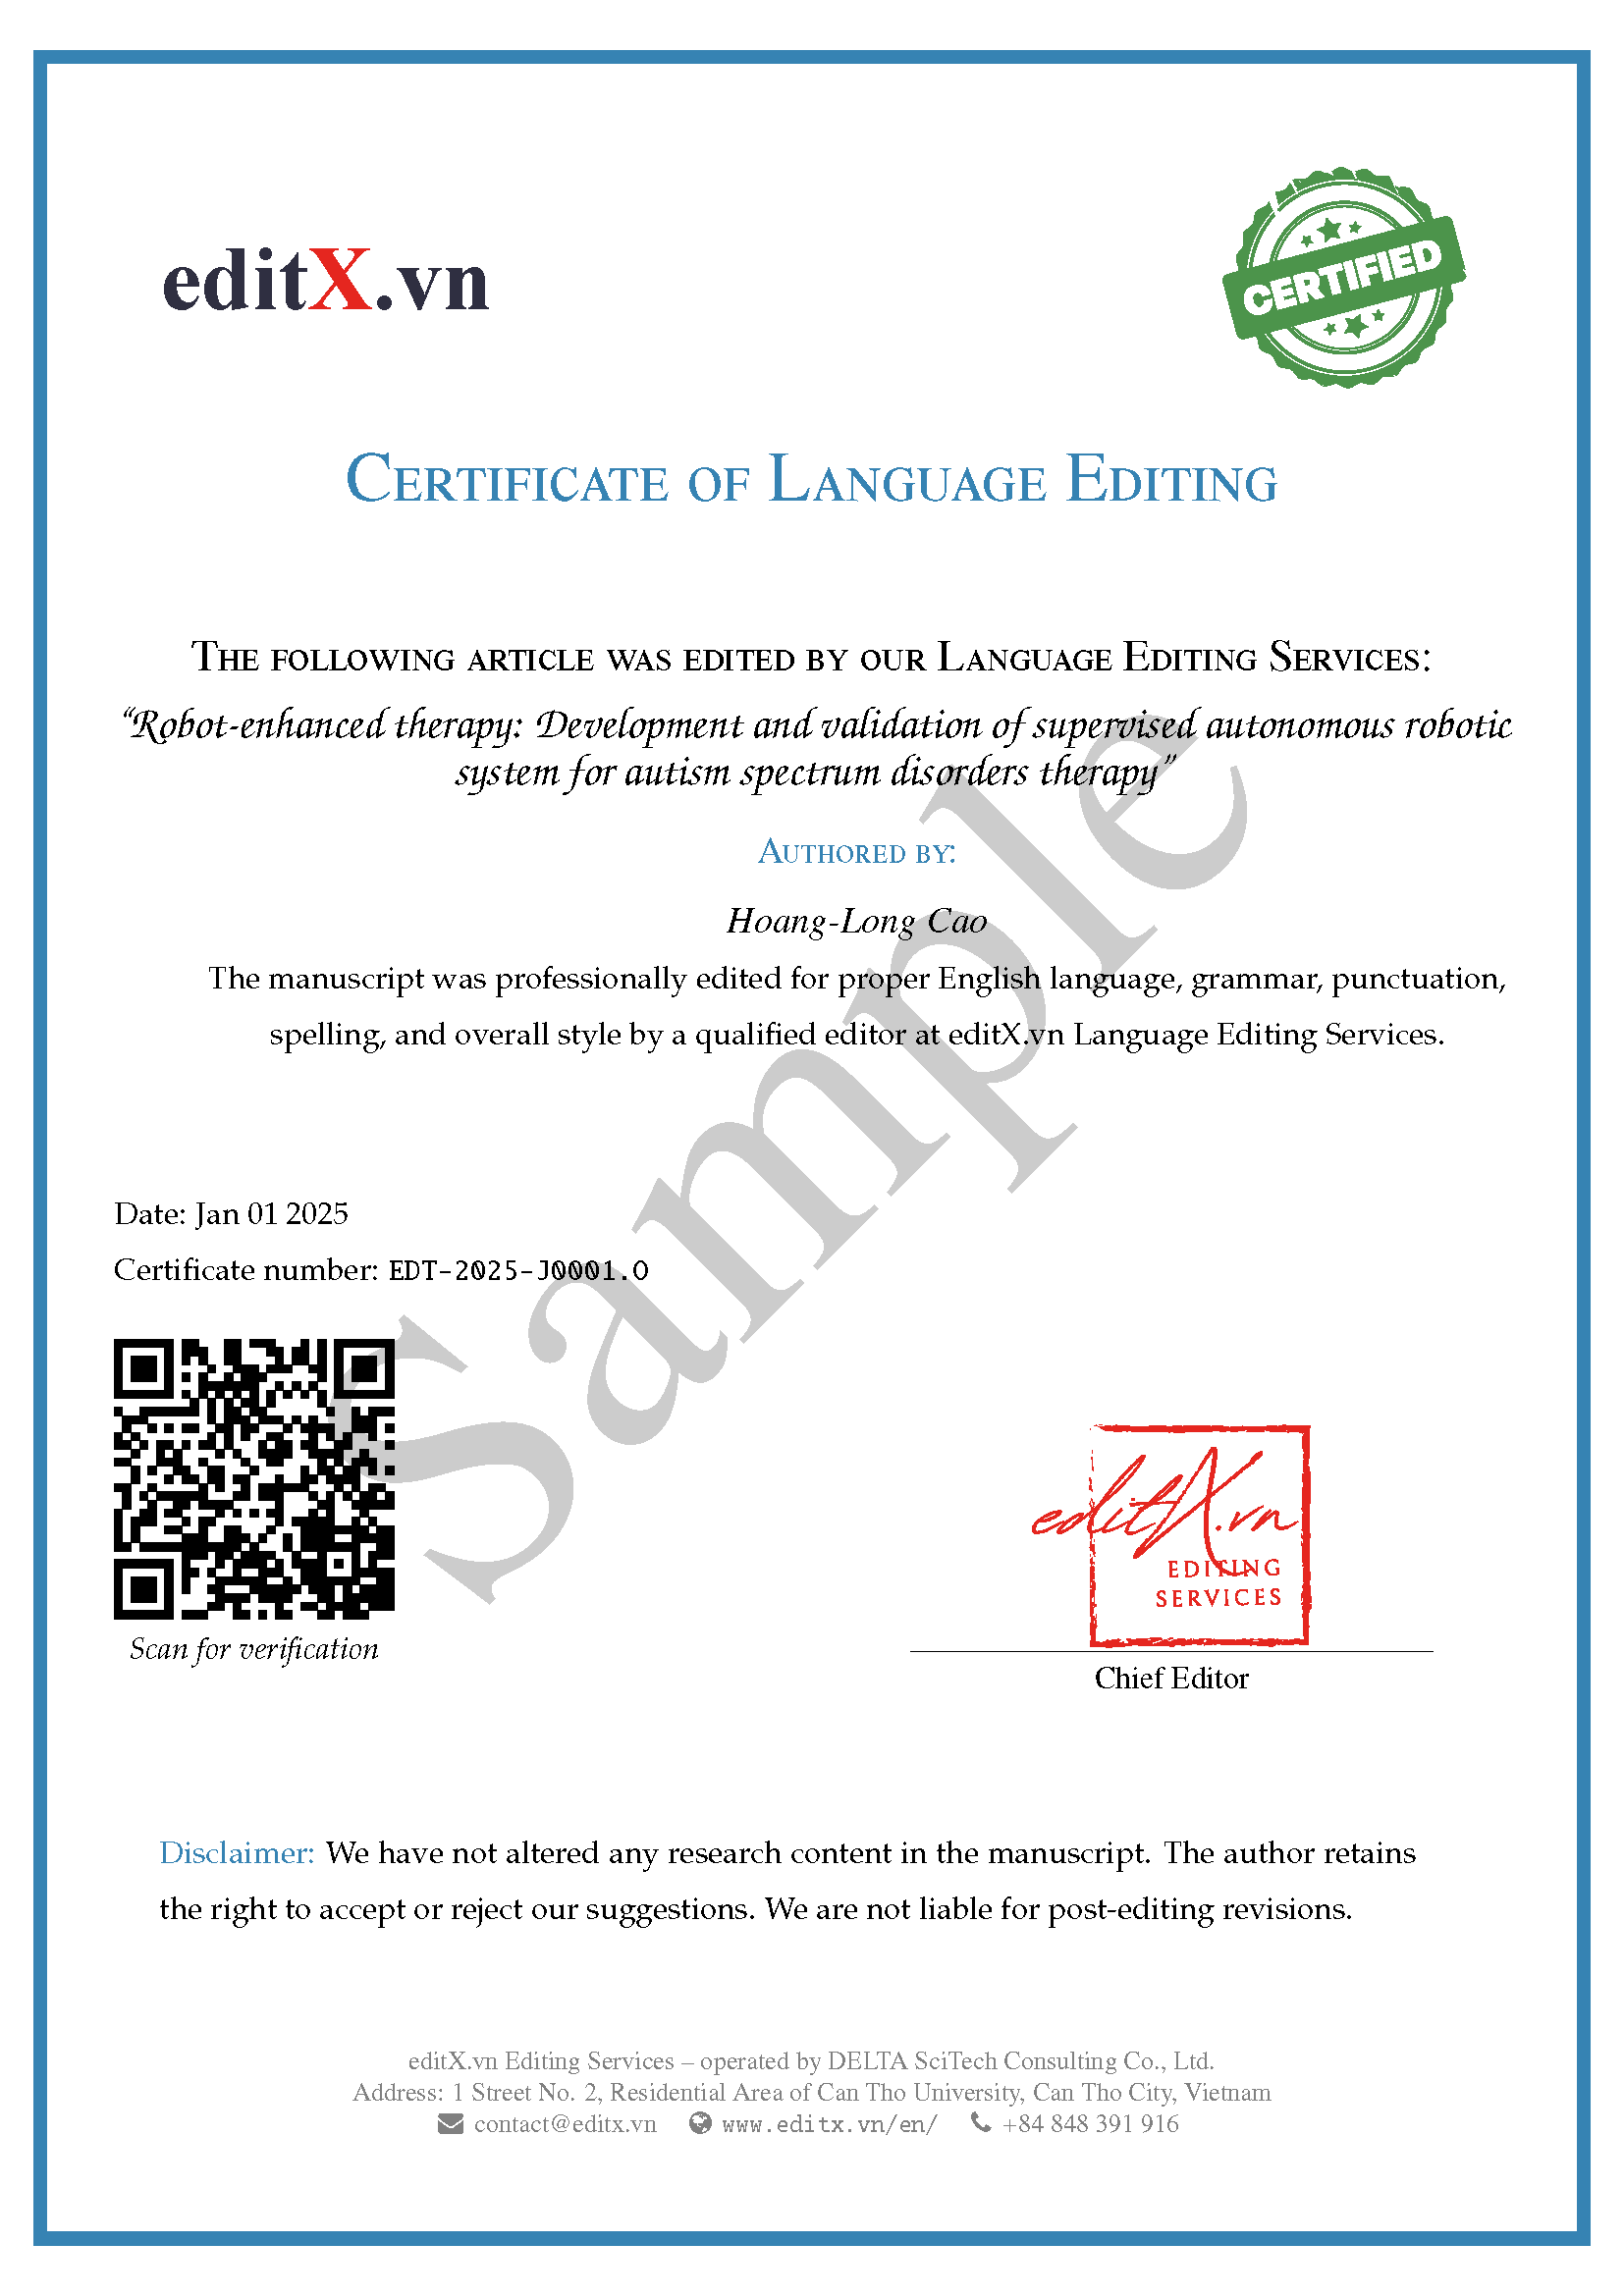 editX.vn
CERTIFIED
Certificate of Language Editing
The following article was edited by our Language Editing Services:
“Robot-enhanced therapy: Development and validation of supervised autonomous robotic
system for autism spectrum disorders therapy”
Authored by:
Hoang-Long Cao
The manuscript was professionally edited for proper English language, grammar, punctuation,
spelling, and overall style by a qualified editor at editX.vn Language Editing Services.
Sample
Date: Jan 01 2025
Certificate number: EDT-2025-J0001.O
Scan for verification
editX.vn
EDITING
SERVICES
Chief Editor
Disclaimer: We have not altered any research content in the manuscript. The author retains
the right to accept or reject our suggestions. We are not liable for post-editing revisions.
editX.vn Editing Services – operated by DELTA SciTech Consulting Co., Ltd.
Address: 1 Street No. 2, Residential Area of Can Tho University, Can Tho City, Vietnam
contact@editx.vn www.editx.vn/en/ +84 848 391 916